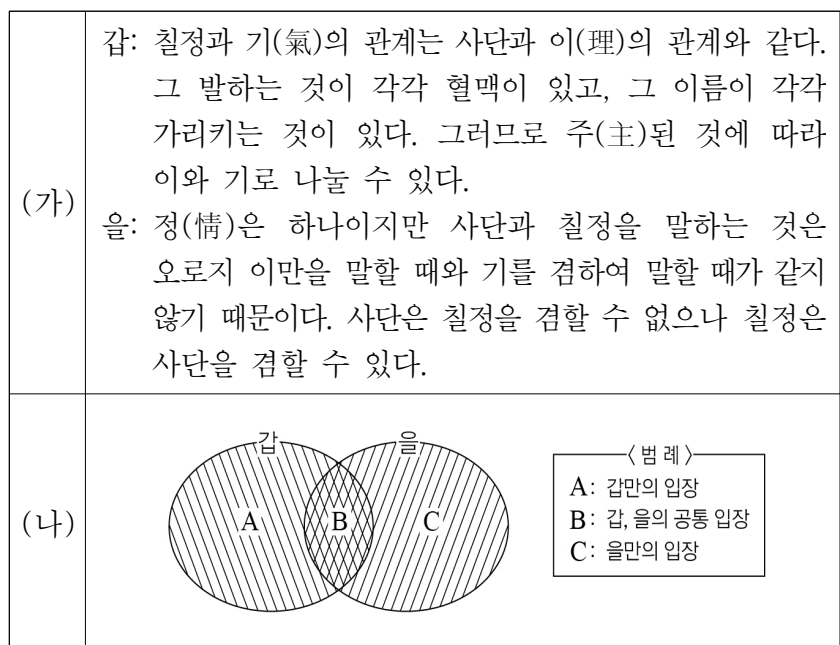 (가)
갑: 칠정과 기(氣)의 관계는 사단과 이(理)의 관계와 같다.
그 발하는 것이 각각 혈맥이 있고, 그 이름이 각각
가리키는 것이 있다. 그러므로 주(主)된 것에 따라
이와 기로 나눌 수 있다.
을: 정(情)은 하나이지만 사단과 칠정을 말하는 것은
오로지 이만을 말할 때와 기를 겸하여 말할 때가 같지
않기 때문이다. 사단은 칠정을 겸할 수 없으나 칠정은
사단을 겸할 수 있다.
(나)
갑 을
A B C
〈범 례〉
A: 갑만의 입장
B: 갑, 을의 공통 입장
C: 을만의 입장